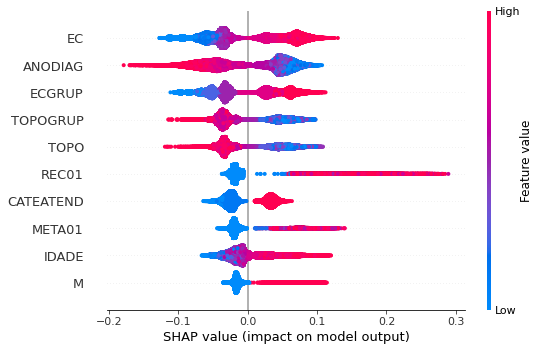 High
EC
ANODIAG
ECGRUP
TOPOGRUP
TOPO
REC01
CATEATEND
META01
IDADE
M
Feature value
Low
−0.2 −0.1 0.0 0.1 0.2 0.3
SHAP value (impact on model output)